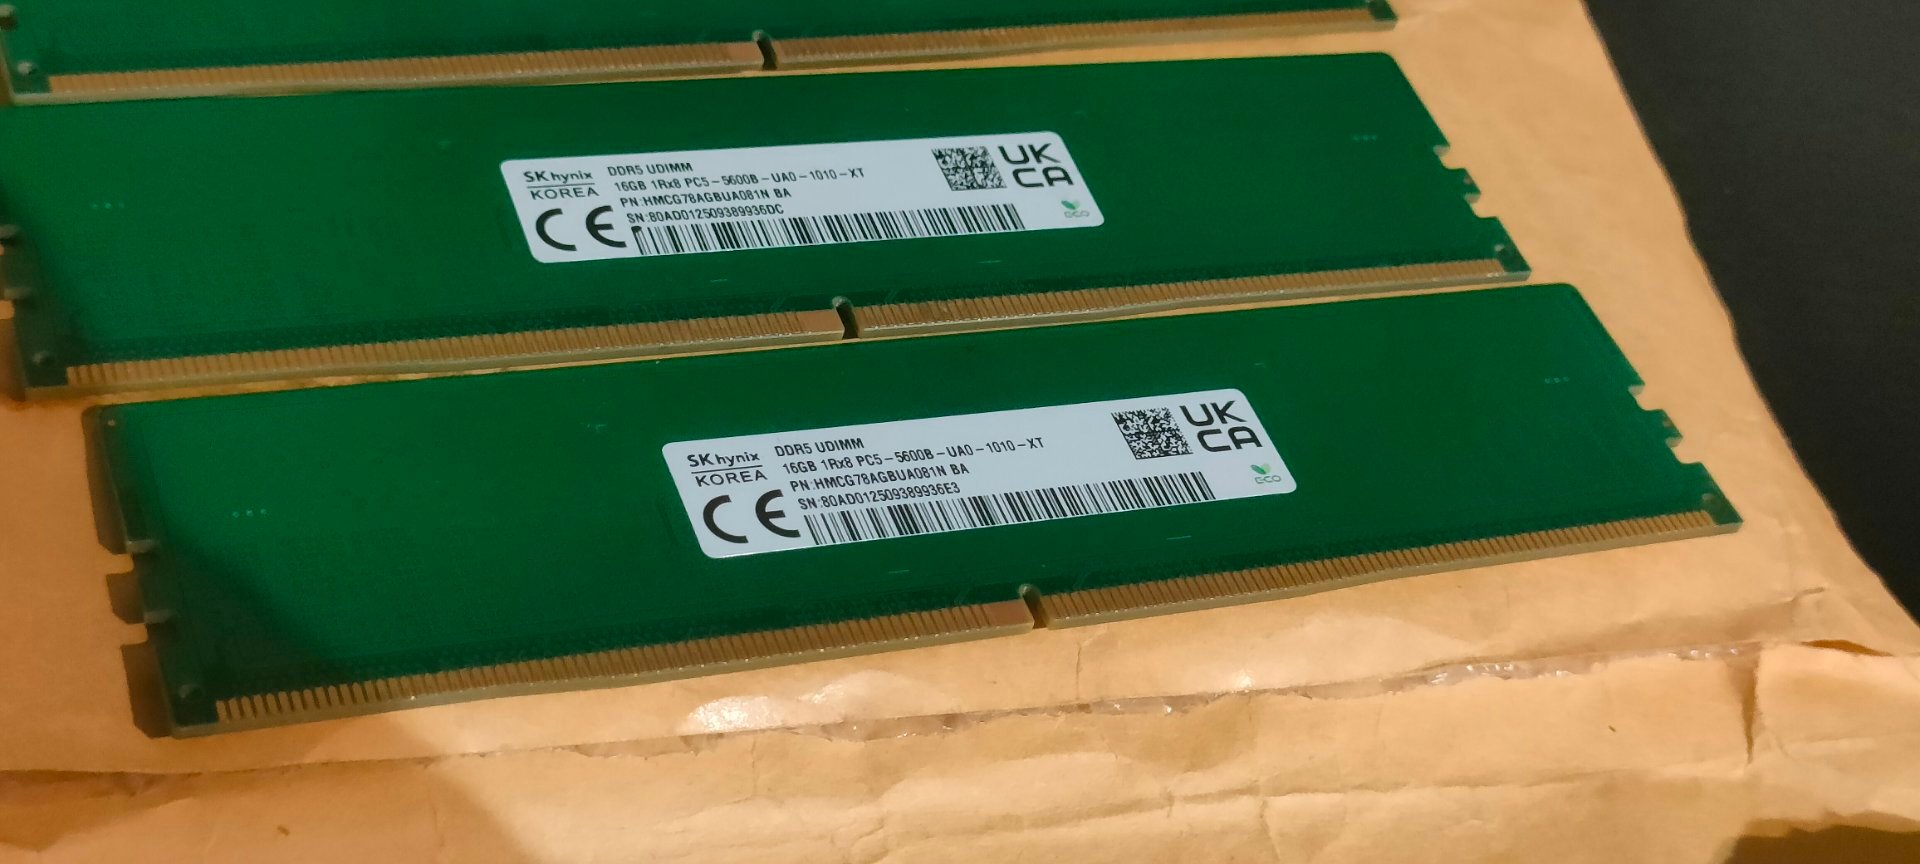 SK hynix
KOREA
DDR5 UDIMM
16GB 1Rx8 PC5-5600B-UA0-1010-XT
PN:HMCG78AGBUA081N BA
SN:80AD012509389936DC
CE
UK
CA
ECO
SK hynix
KOREA
DDR5 UDIMM
16GB 1Rx8 PC5-5600B-UA0-1010-XT
PN:HMCG78AGBUA081N BA
SN:80AD012509389936E3
CE
UK
CA
ECO